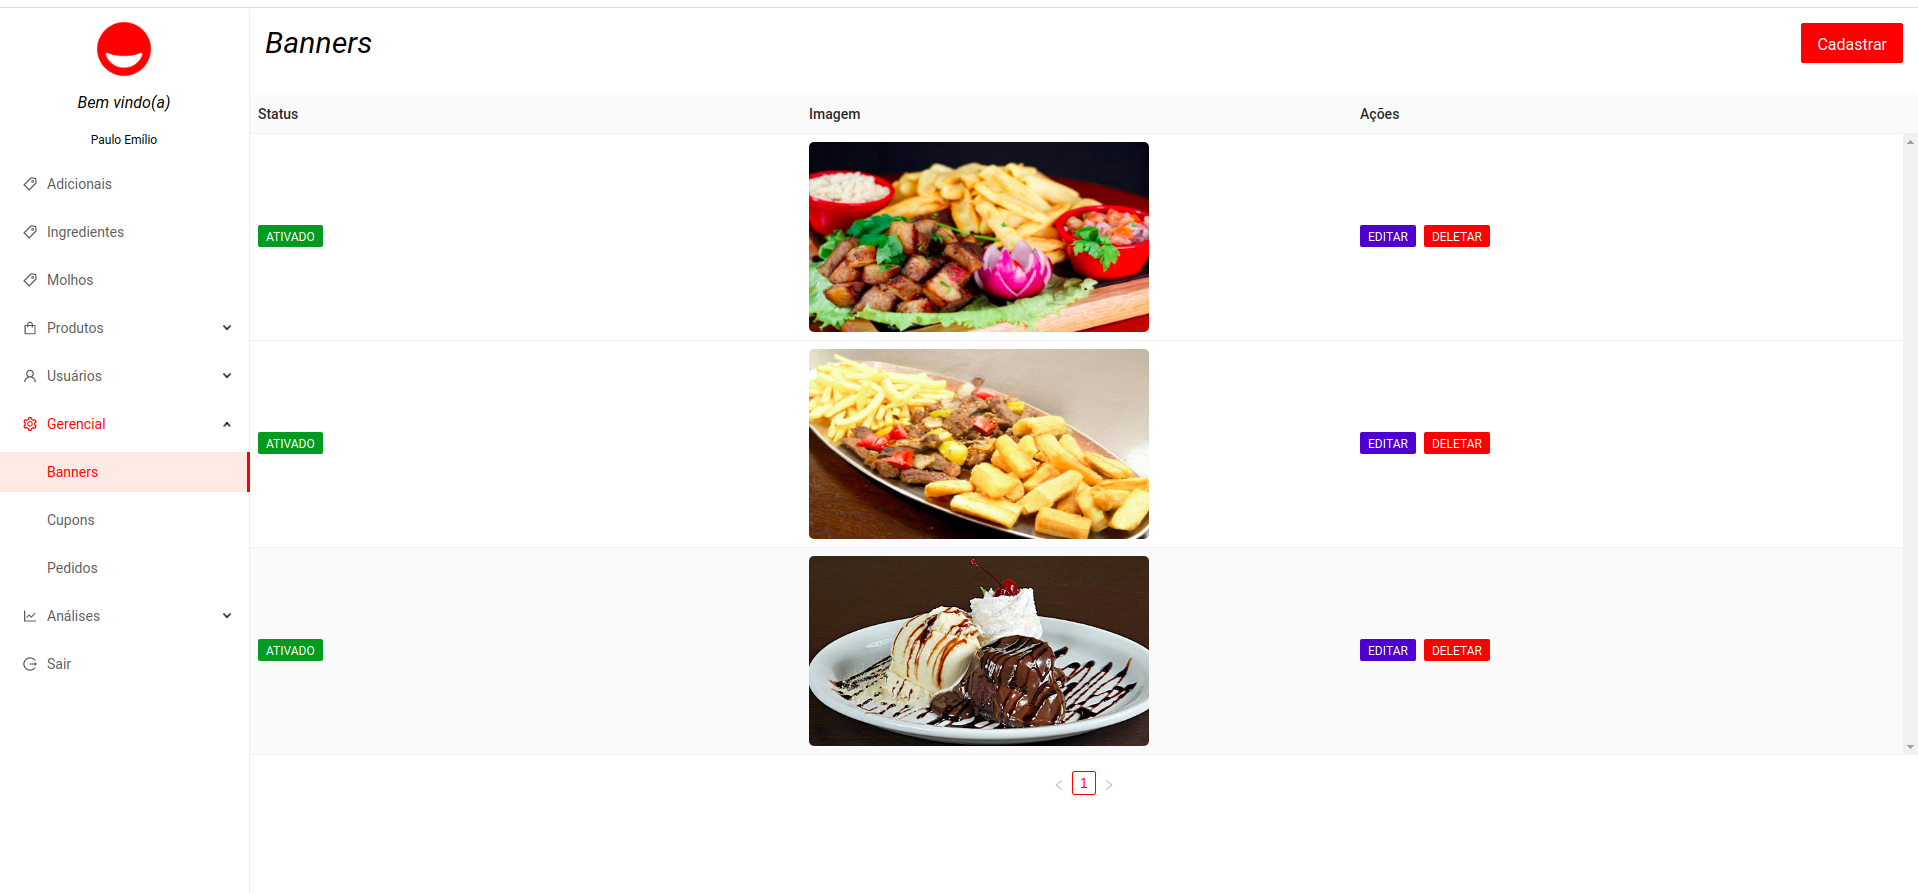 Bem vindo(a)
Paulo Emílio
Adicionais
Ingredientes
Molhos
Produtos
Usuários
Gerencial
Banners
Cupons
Pedidos
Análises
Sair
Banners
Cadastrar
Status Imagem Ações
ATIVADO EDITAR DELETAR
ATIVADO EDITAR DELETAR
ATIVADO EDITAR DELETAR
< 1 >